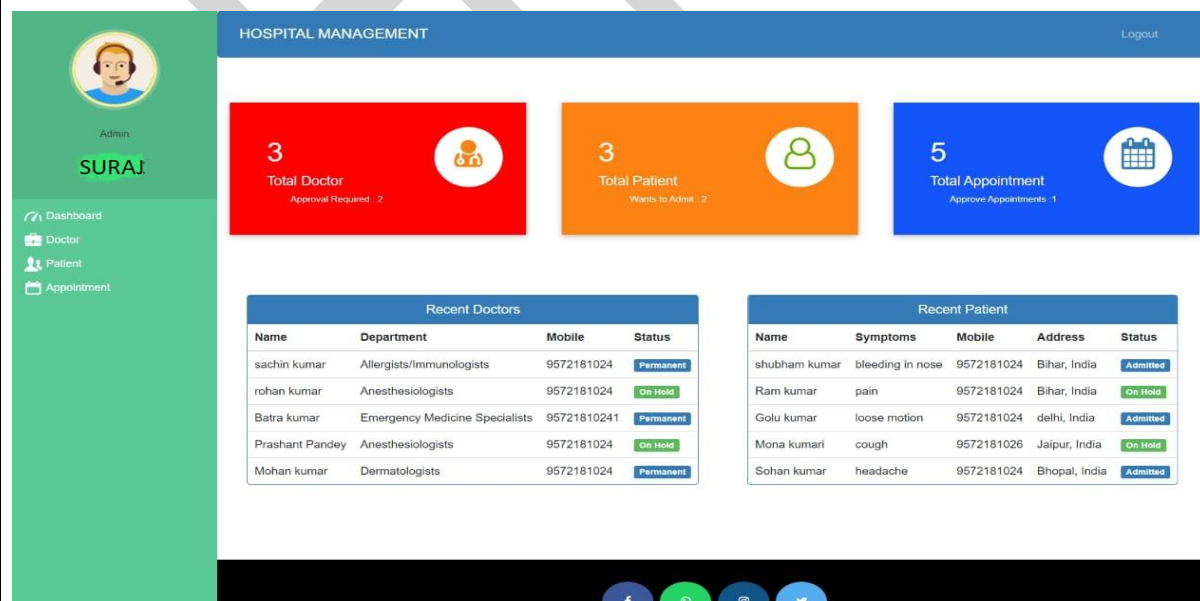 HOSPITAL MANAGEMENT Logout
Admin
SURAJ
Dashboard
Doctor
Patient
Appointment
3
Total Doctor
Approval Required : 2
3
Total Patient
Wants to Admit : 2
5
Total Appointment
Approve Appointments :1
Recent Doctors
Name Department Mobile Status
sachin kumar Allergists/Immunologists 9572181024 Permanent
rohan kumar Anesthesiologists 9572181024 On Hold
Batra kumar Emergency Medicine Specialists 95721810241 Permanent
Prashant Pandey Anesthesiologists 9572181024 On Hold
Mohan kumar Dermatologists 9572181024 Permanent
Recent Patient
Name Symptoms Mobile Address Status
shubham kumar bleeding in nose 9572181024 Bihar, India Admitted
Ram kumar pain 9572181024 Bihar, India On Hold
Golu kumar loose motion 9572181024 delhi, India Admitted
Mona kumari cough 9572181026 Jaipur, India On Hold
Sohan kumar headache 9572181024 Bhopal, India Admitted